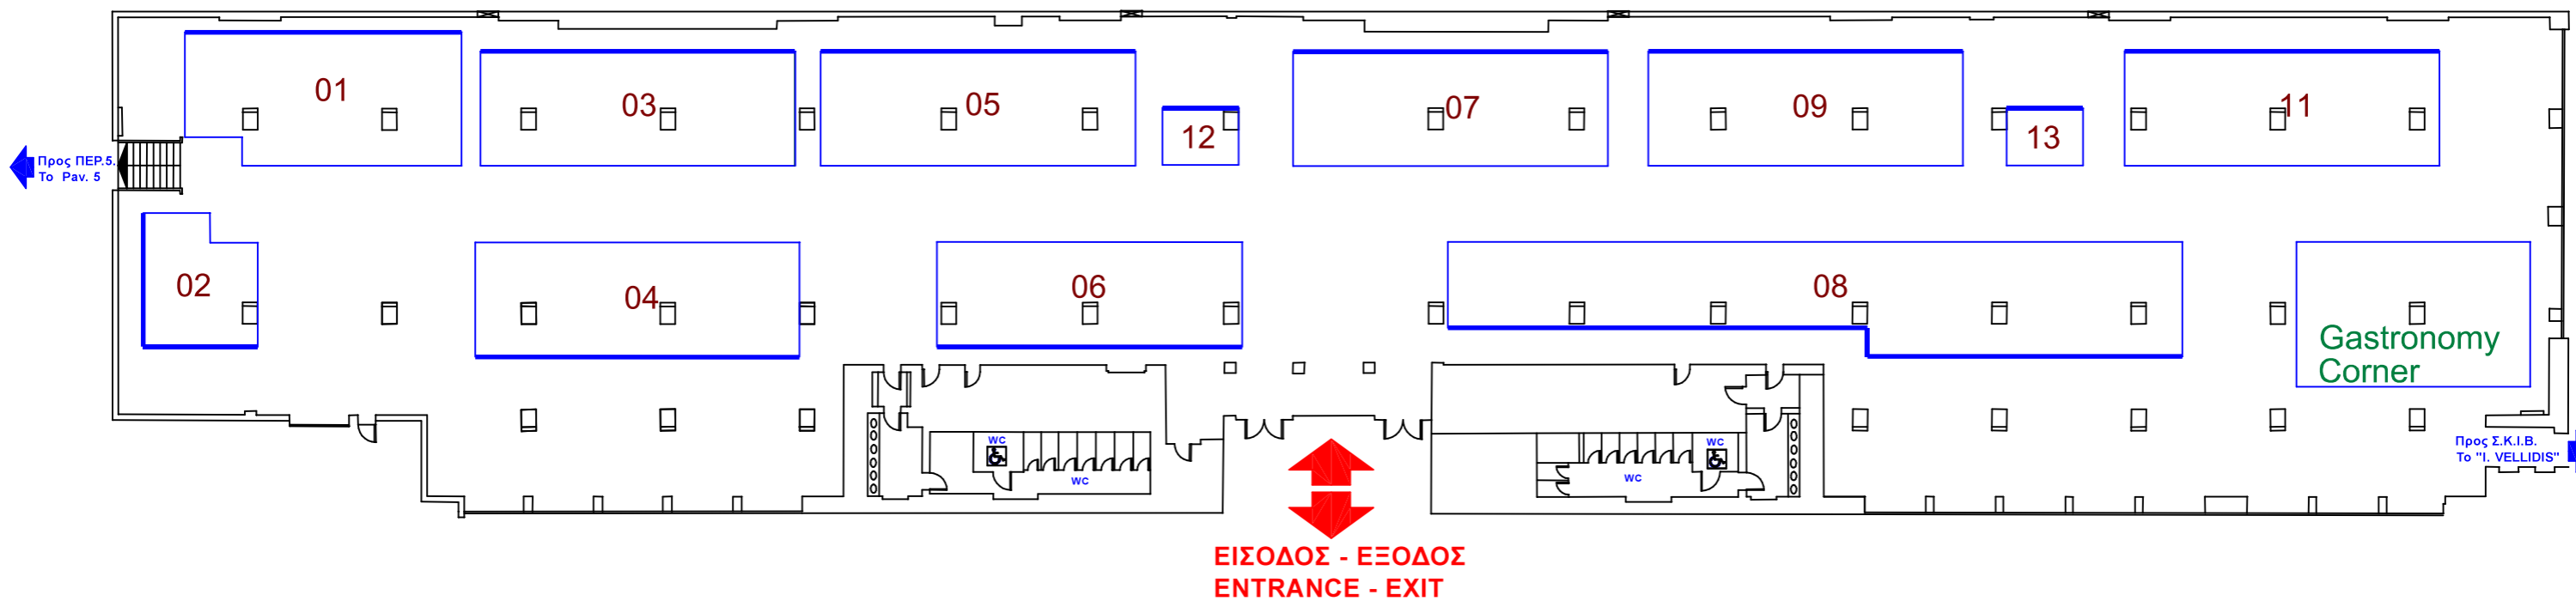 01
03
05
07
09
11
12
13
Προς ΠΕΡ.5.
To Pav. 5
02
04
06
08
Gastronomy
Corner
WC
WC
WC
WC
Προς Σ.Κ.Ι.Β.
To "I. VELLIDIS"
ΕΙΣΟΔΟΣ - ΕΞΟΔΟΣ
ENTRANCE - EXIT